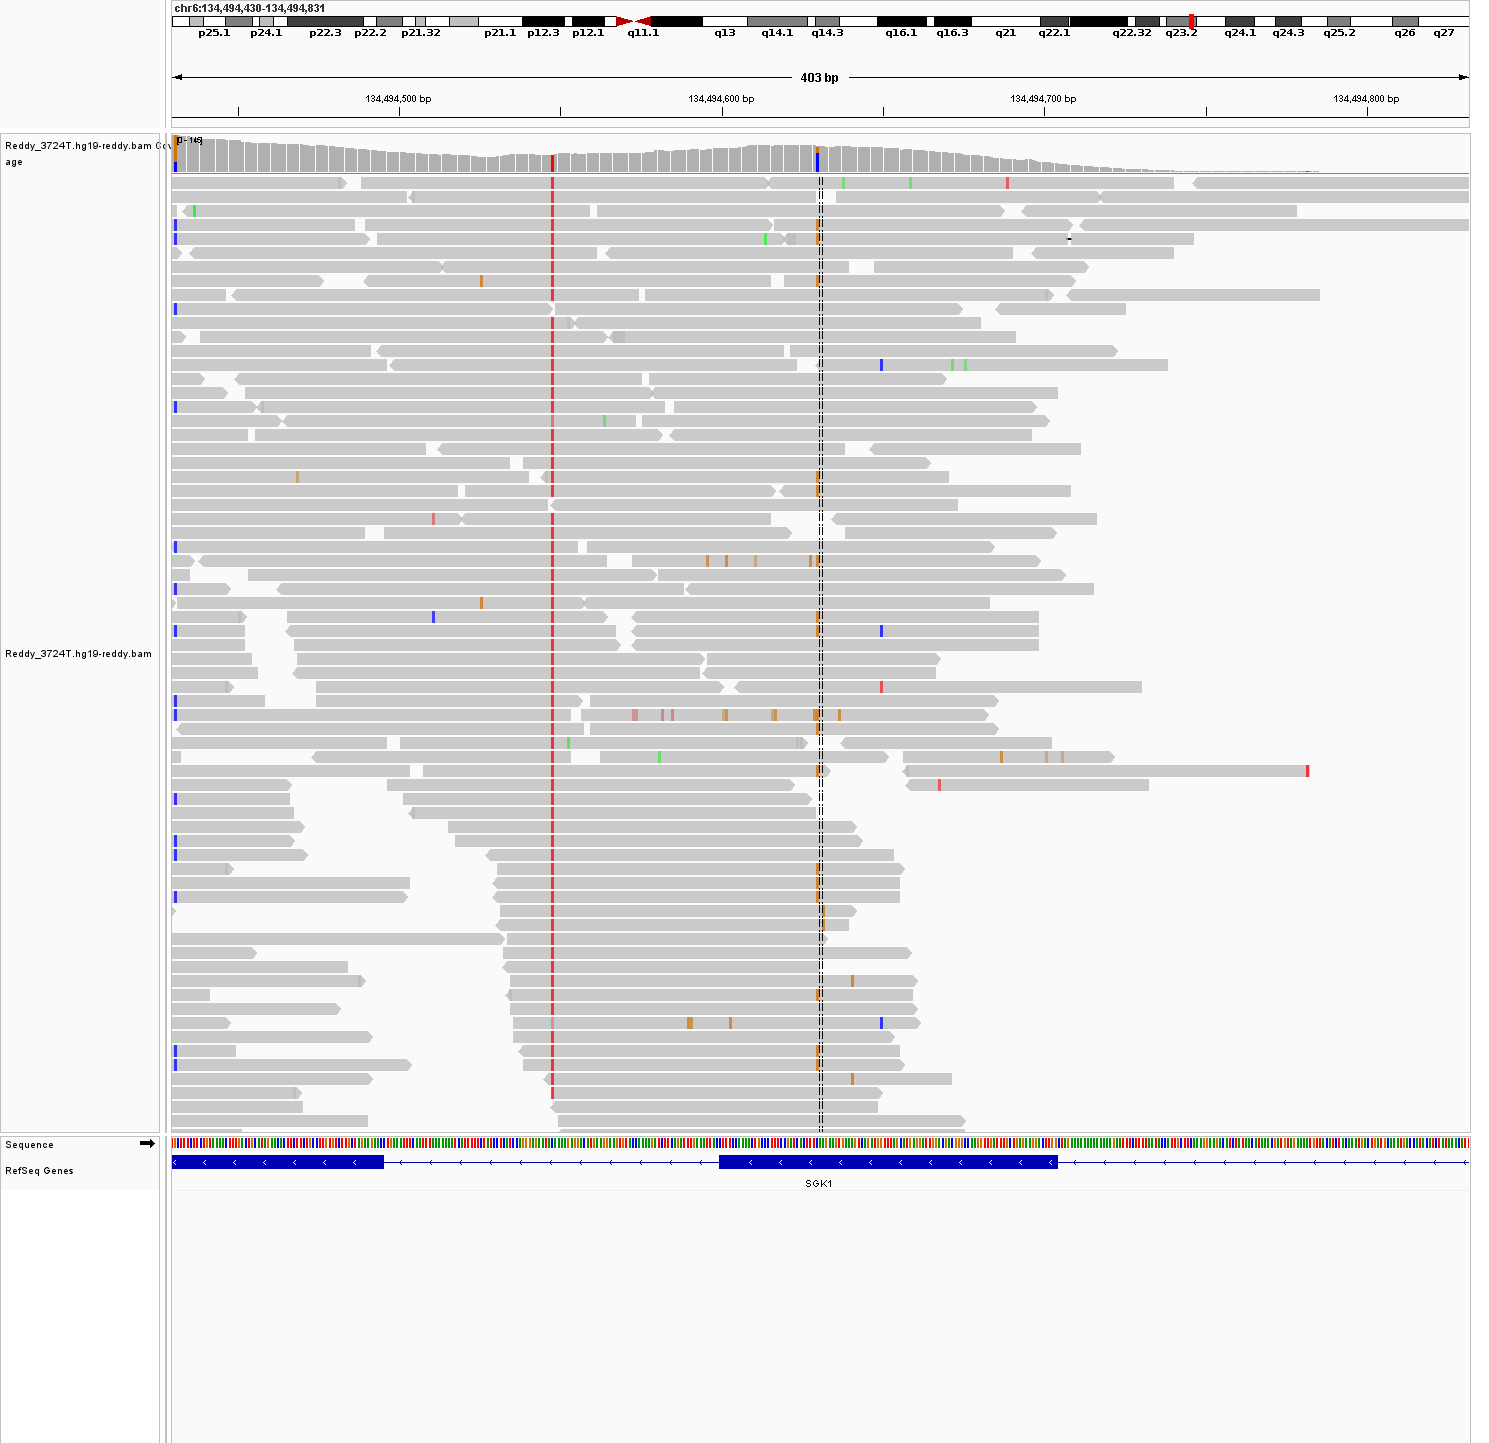 chr6:134,494,430-134,494,831
p25.1 p24.1 p22.3 p22.2 p21.32 p21.1 p12.3 p12.1 q11.1 q13 q14.1 q14.3 q16.1 q16.3 q21 q22.1 q22.32 q23.2 q24.1 q24.3 q25.2 q26 q27
403 bp
134,494,500 bp 134,494,600 bp 134,494,700 bp 134,494,800 bp
Reddy_3724T.hg19-reddy.bam Cov
age
Reddy_3724T.hg19-reddy.bam
Sequence
RefSeq Genes
SGK1